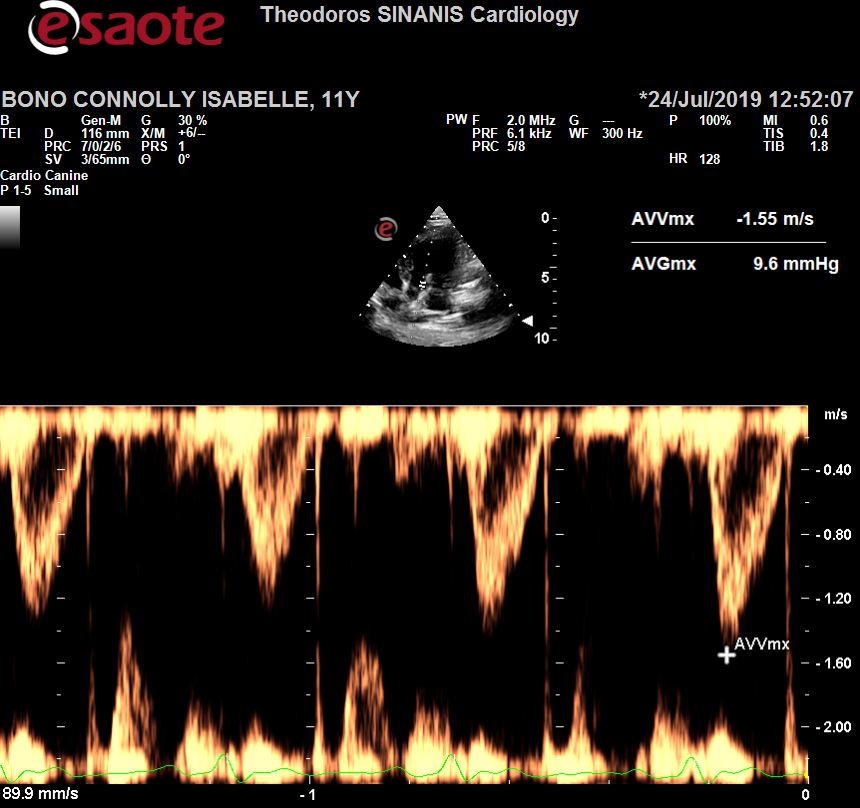 esaote
Theodoros SINANIS Cardiology
BONO CONNOLLY ISABELLE, 11Y *24/Jul/2019 12:52:07
B Gen-M G 30 % PW F 2.0 MHz G --- P 100% MI 0.6
TEI D 116 mm X/M +6/-- PRF 6.1 kHz WF 300 Hz TIS 0.4
PRC 7/0/2/6 PRS 1 PRC 5/8 TIB 1.8
SV 3/65mm Θ 0° HR 128
Cardio Canine
P 1-5 Small
e
0-
5
10-
AVVmx -1.55 m/s
AVGmx 9.6 mmHg
m/s
-0.40
-0.80
-1.20
AVVmx
-1.60
-2.00
89.9 mm/s -1 0